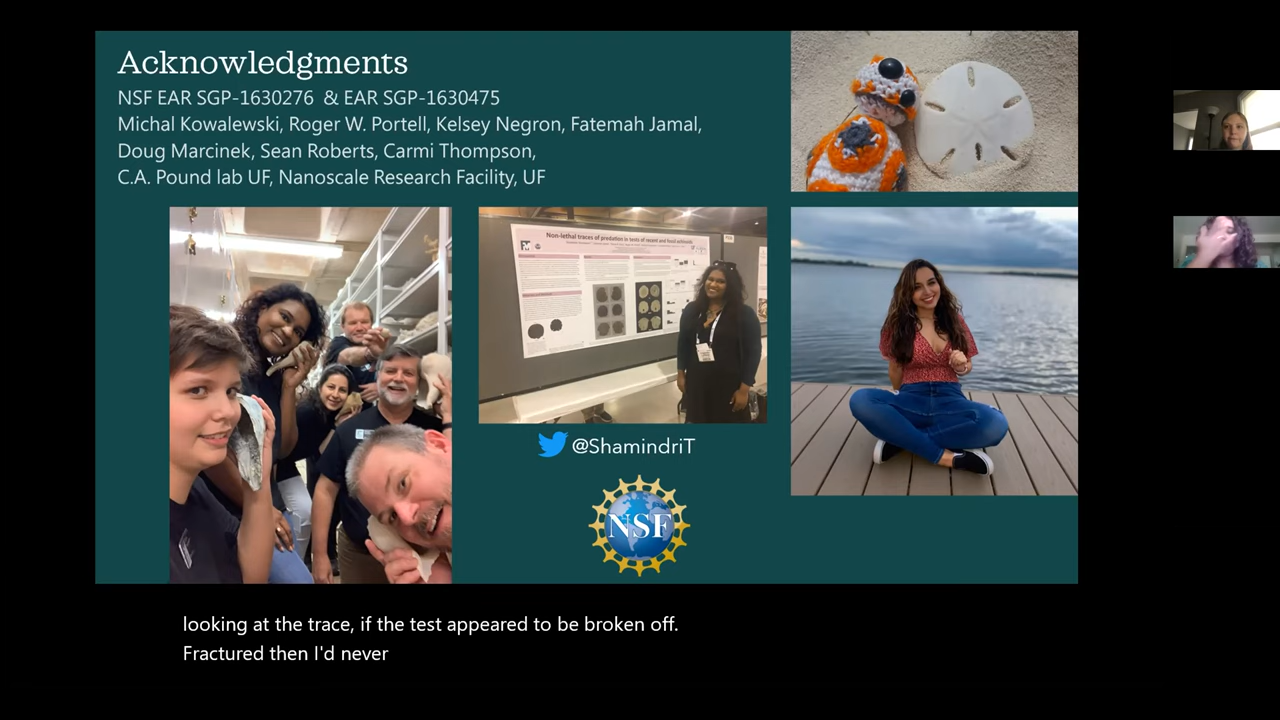 Acknowledgments
NSF EAR SGP-1630276 & EAR SGP-1630475
Michal Kowalewski, Roger W. Portell, Kelsey Negron, Fatemah Jamal,
Doug Marcinek, Sean Roberts, Carmi Thompson,
C.A. Pound lab UF, Nanoscale Research Facility, UF
Non-lethal traces of predation in tests of recent and fossil echinoids
@ShamindriT
NSF
looking at the trace, if the test appeared to be broken off.
Fractured then I'd never